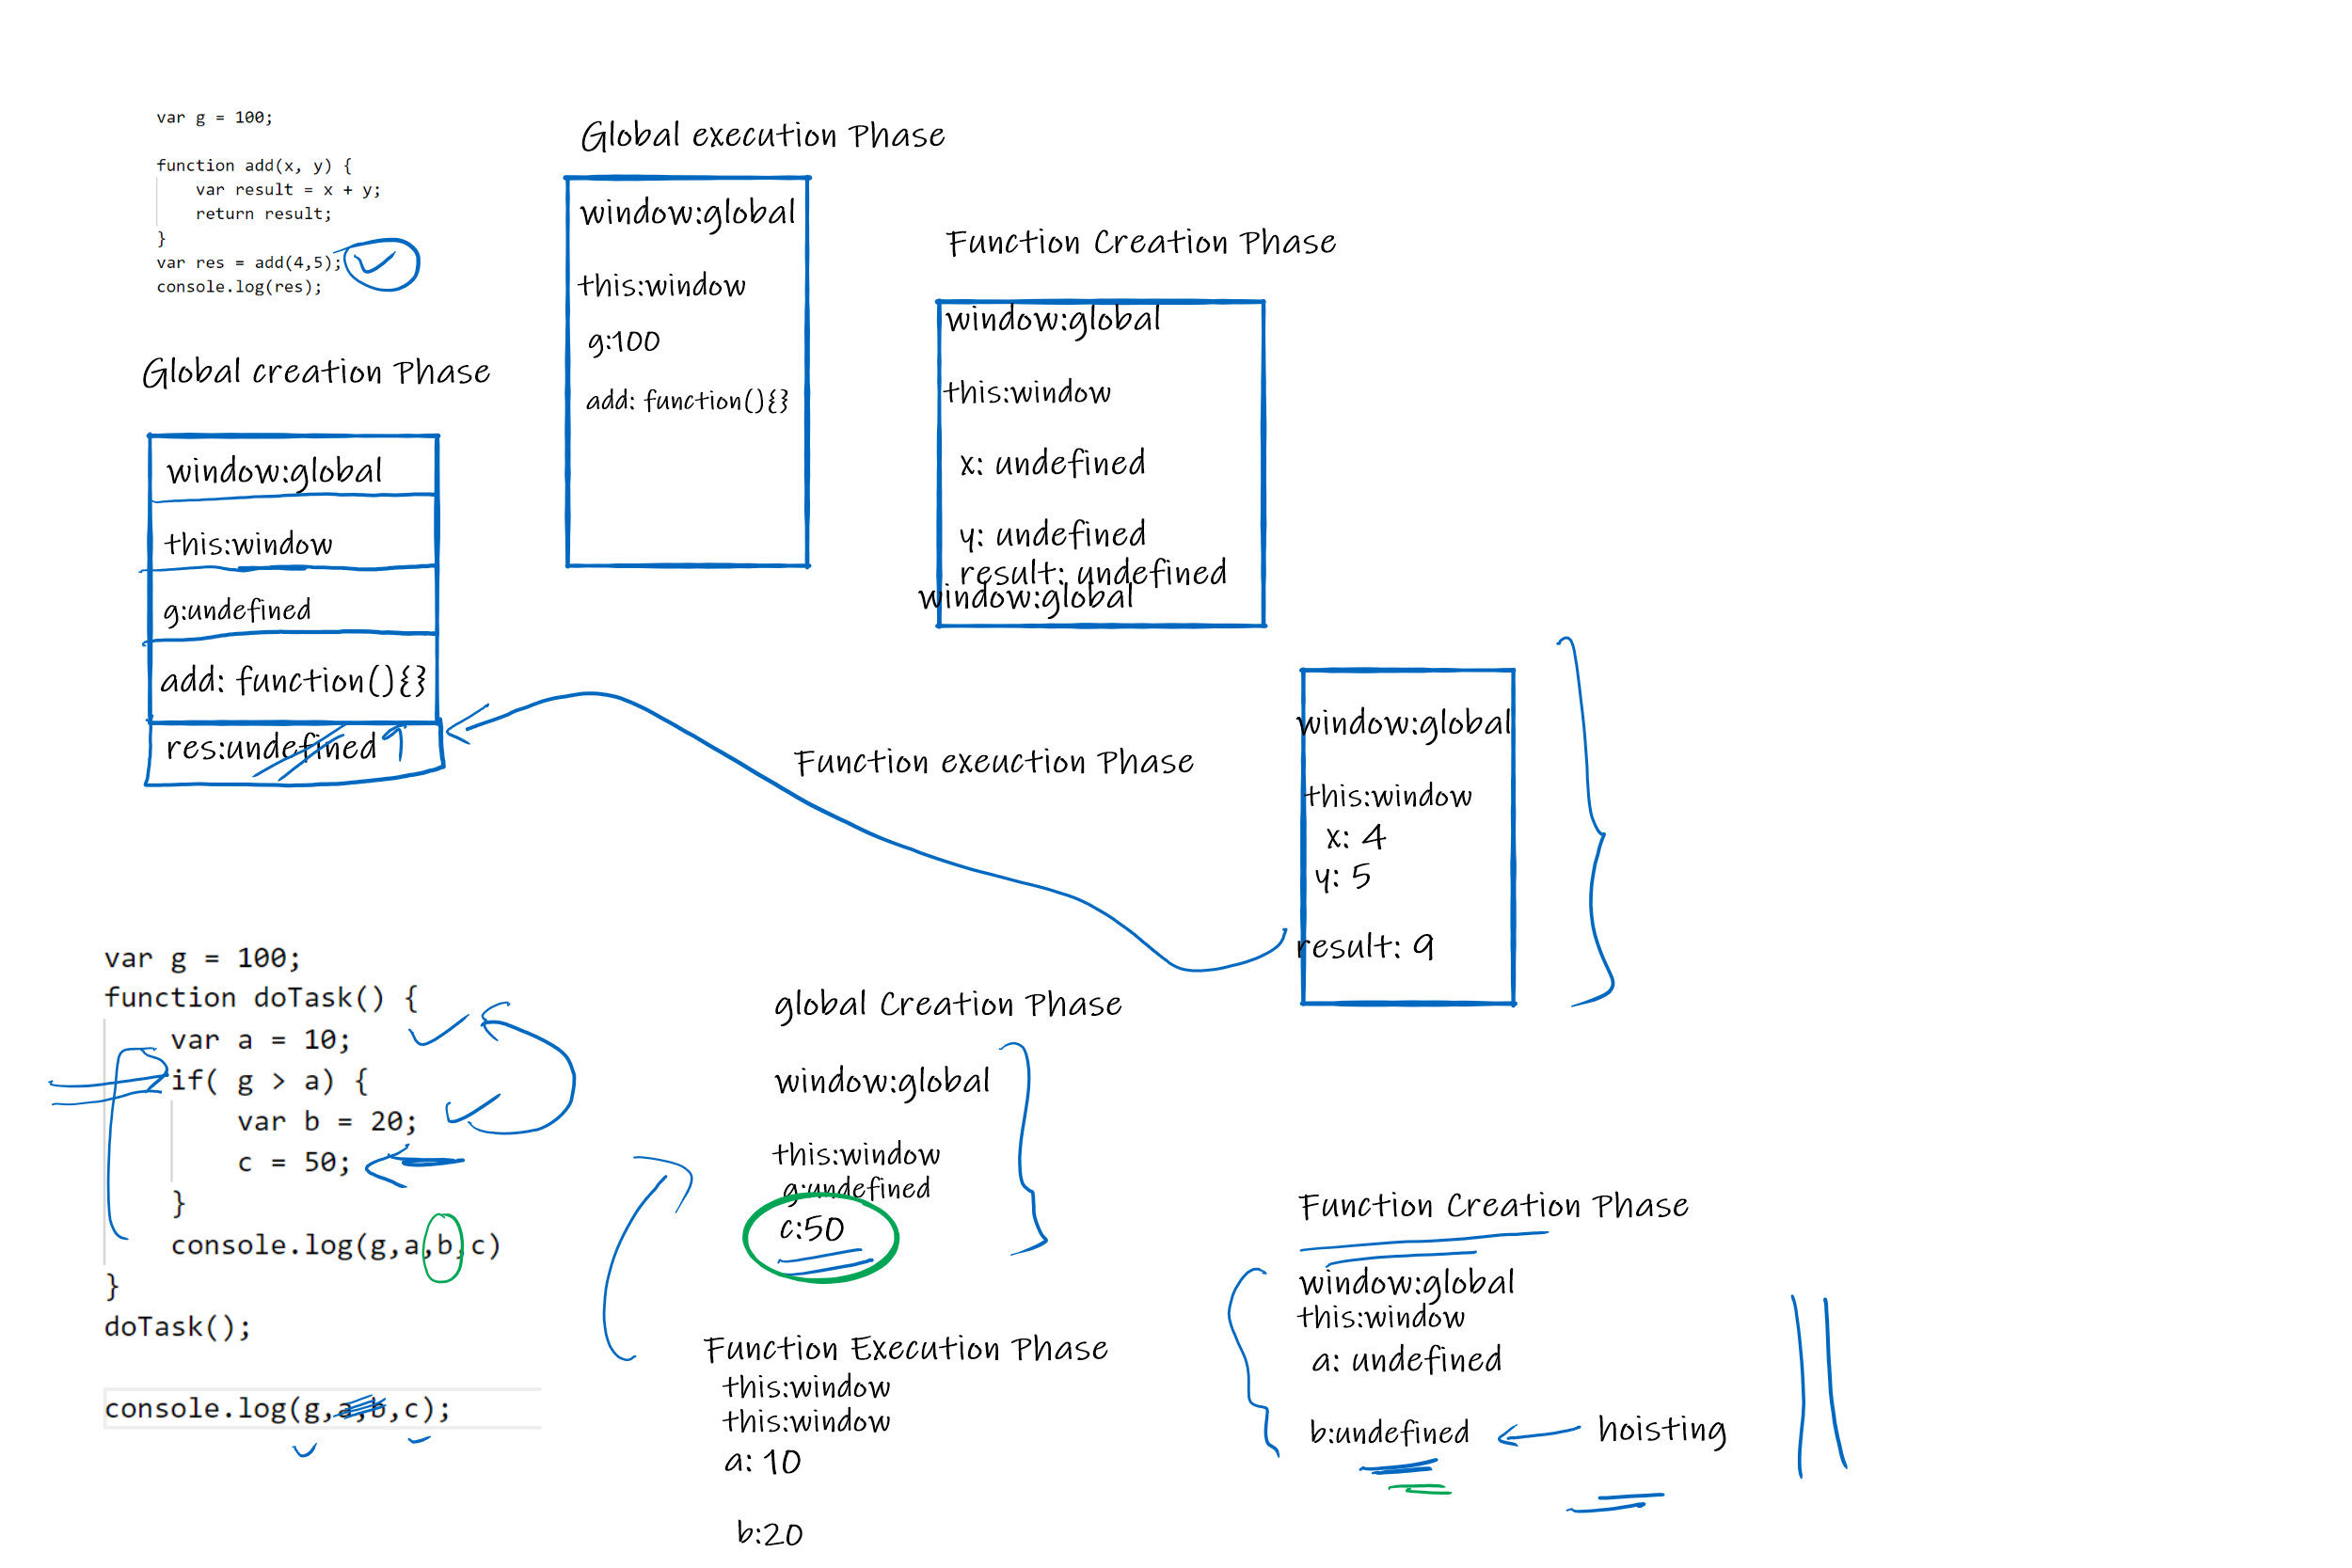 var g = 100;
function add(x, y) {
var result = x + y;
return result;
}
var res = add(4,5);
console.log(res);
Global creation Phase
window:global
this:window
g:undefined
add: function(){}
res:undefined 9
Global execution Phase
window:global
this:window
g:100
add: function(){}
Function Creation Phase
window:global
this:window
x: undefined
y: undefined
result: undefined
window:global
Function exeuction Phase
window:global
this:window
x: 4
y: 5
result: 9
var g = 100;
function doTask() {
var a = 10;
if( g > a) {
var b = 20;
c = 50;
}
console.log(g,a,b,c)
}
doTask();
console.log(g,a,b,c);
global Creation Phase
window:global
this:window
g:undefined
c:50
Function Execution Phase
this:window
this:window
a: 10
b:20
Function Creation Phase
window:global
this:window
a: undefined
b:undefined
hoisting